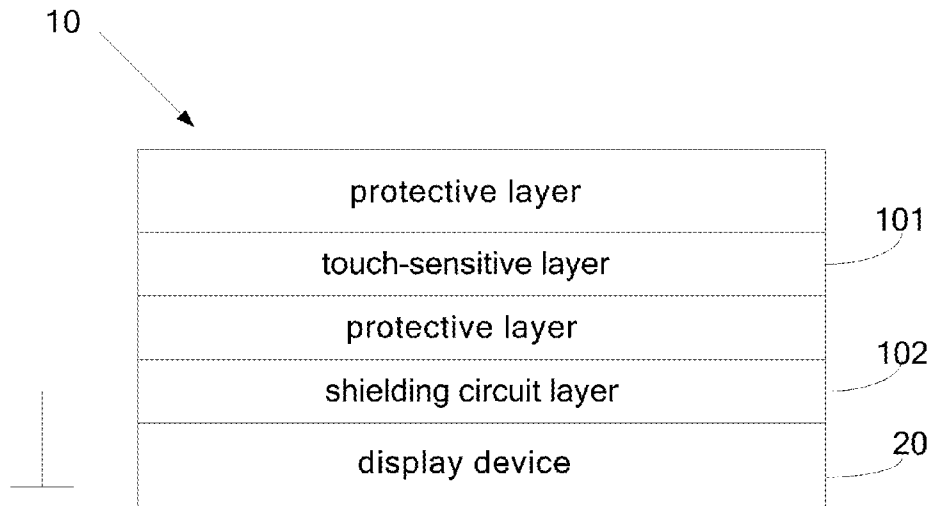 10
protective layer
101
touch-sensitive layer
protective layer
102
shielding circuit layer
20
display device